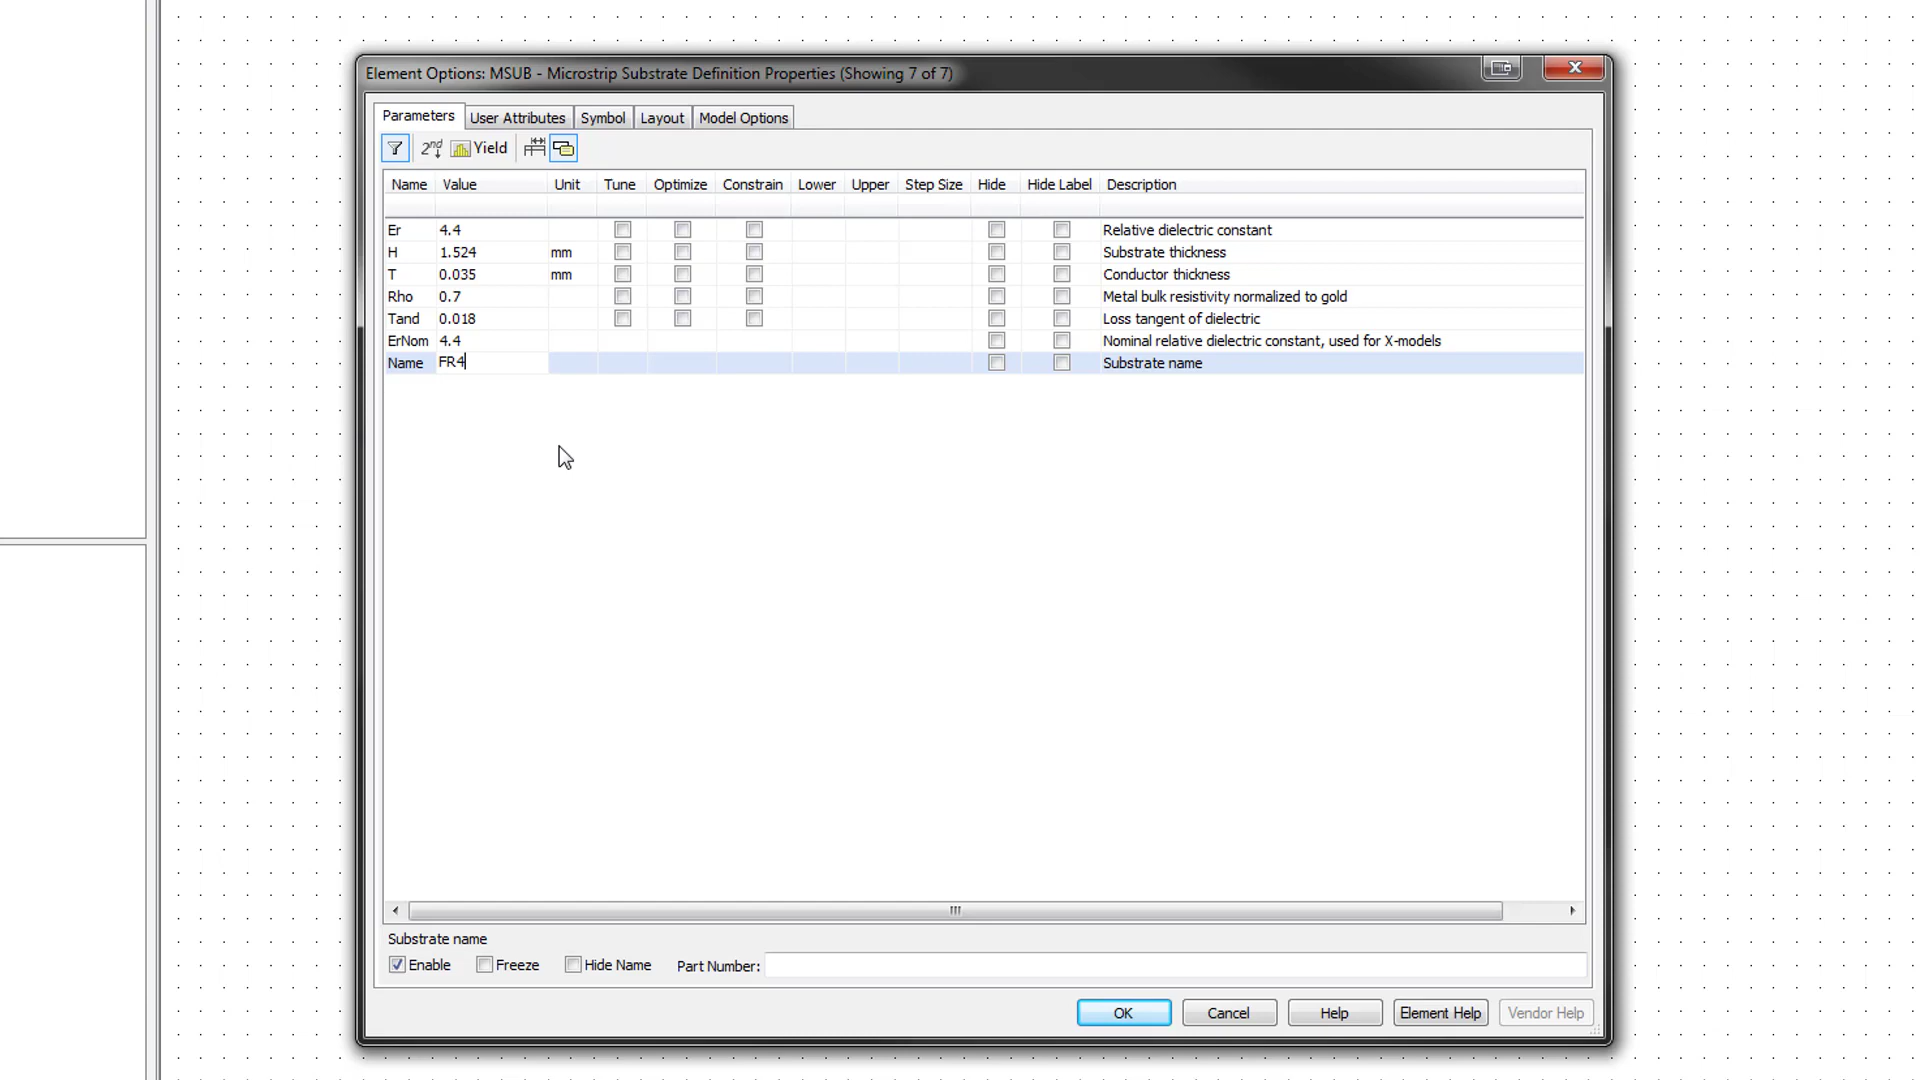 Element Options: MSUB - Microstrip Substrate Definition Properties (Showing 7 of 7)
Parameters User Attributes Symbol Layout Model Options
2nd Yield
Name Value Unit Tune Optimize Constrain Lower Upper Step Size Hide Hide Label Description
Er 4.4 Relative dielectric constant
H 1.524 mm Substrate thickness
T 0.035 mm Conductor thickness
Rho 0.7 Metal bulk resistivity normalized to gold
Tand 0.018 Loss tangent of dielectric
ErNom 4.4 Nominal relative dielectric constant, used for X-models
Name FR4 Substrate name
Substrate name
Enable Freeze Hide Name Part Number:
OK Cancel Help Element Help Vendor Help